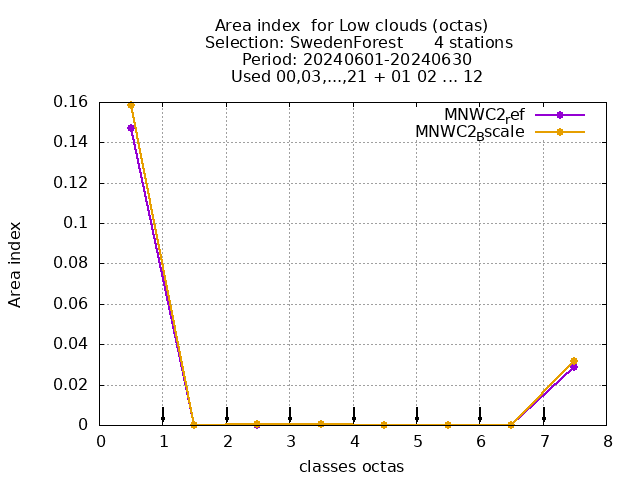 Area index for Low clouds (octas)
Selection: SwedenForest 4 stations
Period: 20240601-20240630
Used 00,03,...,21 + 01 02 ... 12
MNWC2_ref
MNWC2_Bscale
0.16
0.14
0.12
0.1
0.08
0.06
0.04
0.02
0
Area index
0 1 2 3 4 5 6 7 8
classes octas